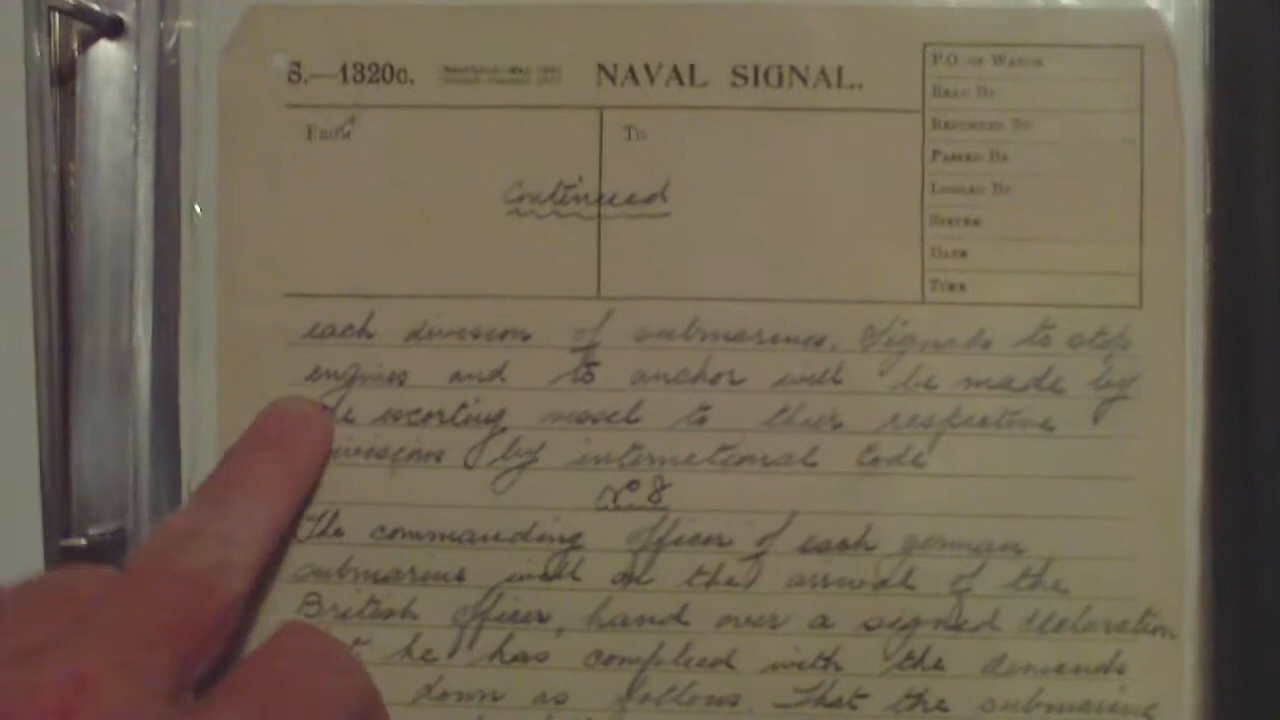 S.—1320c. NAVAL SIGNAL.
From
To
P.O. OF WATCH
READ BY
REPORTED TO
PASSED BY
LOGGED BY
SYSTEM
DATE
TIME
Continued
each division of submarines. Signals to stop
engines and to anchor will be made by
escorting vessel to their respective
divisions by international Code
No 8
The commanding officer of each german
submarine will on the arrival of the
British officer, hand over a signed declaration
he has complied with the demands
down as follows. That the submarine